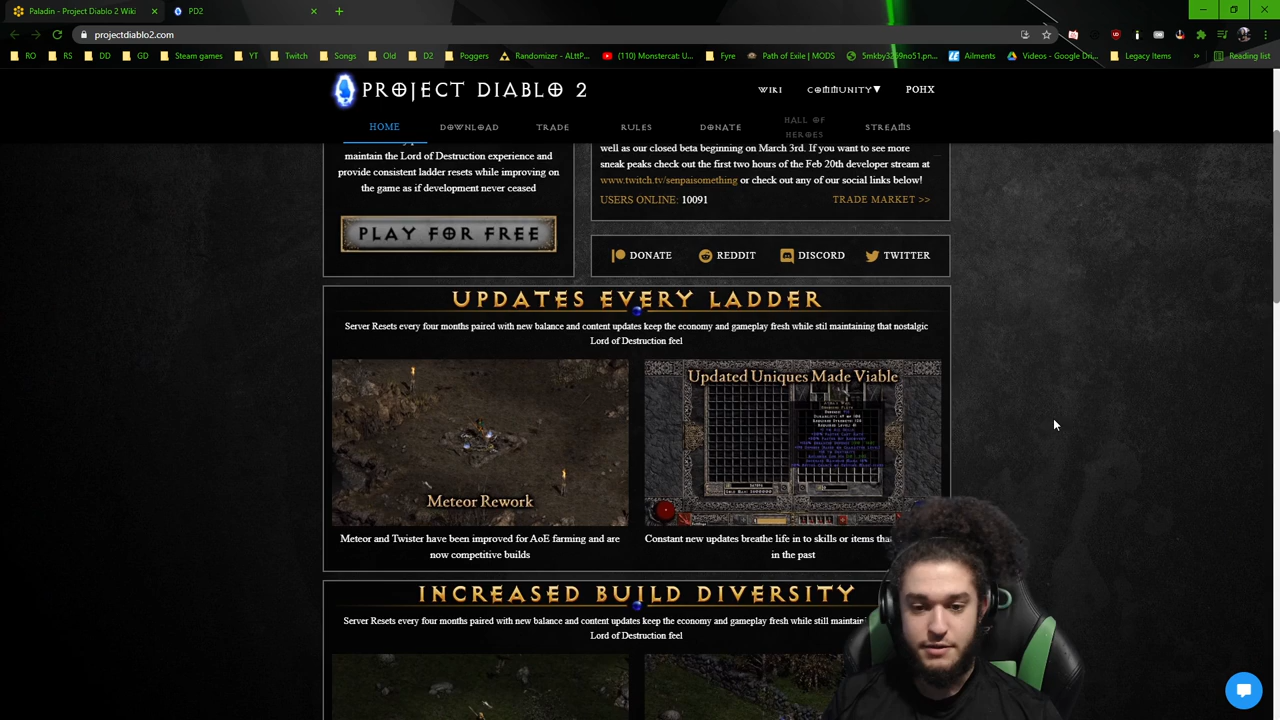 Paladin - Project Diablo 2 Wiki
PD2
projectdiablo2.com
RO
RS
DD
GD
Steam games
YT
Twitch
Songs
Old
D2
Poggers
Randomizer - ALttP...
(110) Monstercat: U...
Fyre
Path of Exile | MODS
Ailments
Videos - Google Dri...
Legacy Items
Reading list
PROJECT DIABLO 2
WIKI
COMMUNITY▼
POHX
HOME
DOWNLOAD
TRADE
RULES
DONATE
HALL OF
HEROES
STREAMS
maintain the Lord of Destruction experience and
provide consistent ladder resets while improving on
the game as if development never ceased
PLAY FOR FREE
well as our closed beta beginning on March 3rd. If you want to see more
sneak peaks check out the first two hours of the Feb 20th developer stream at
www.twitch.tv/senpaisomething or check out any of our social links below!
USERS ONLINE: 10091
TRADE MARKET >>
DONATE
REDDIT
DISCORD
TWITTER
UPDATES EVERY LADDER
Server Resets every four months paired with new balance and content updates keep the economy and gameplay fresh while stil maintaining that nostalgic
Lord of Destruction feel
Meteor Rework
Updated Uniques Made Viable
Meteor and Twister have been improved for AoE farming and are
now competitive builds
Constant new updates breathe life in to skills or items tha
in the past
INCREASED BUILD DIVERSITY
Server Resets every four months paired with new balance and content updates keep the economy and gameplay fresh while still maintain
Lord of Destruction feel